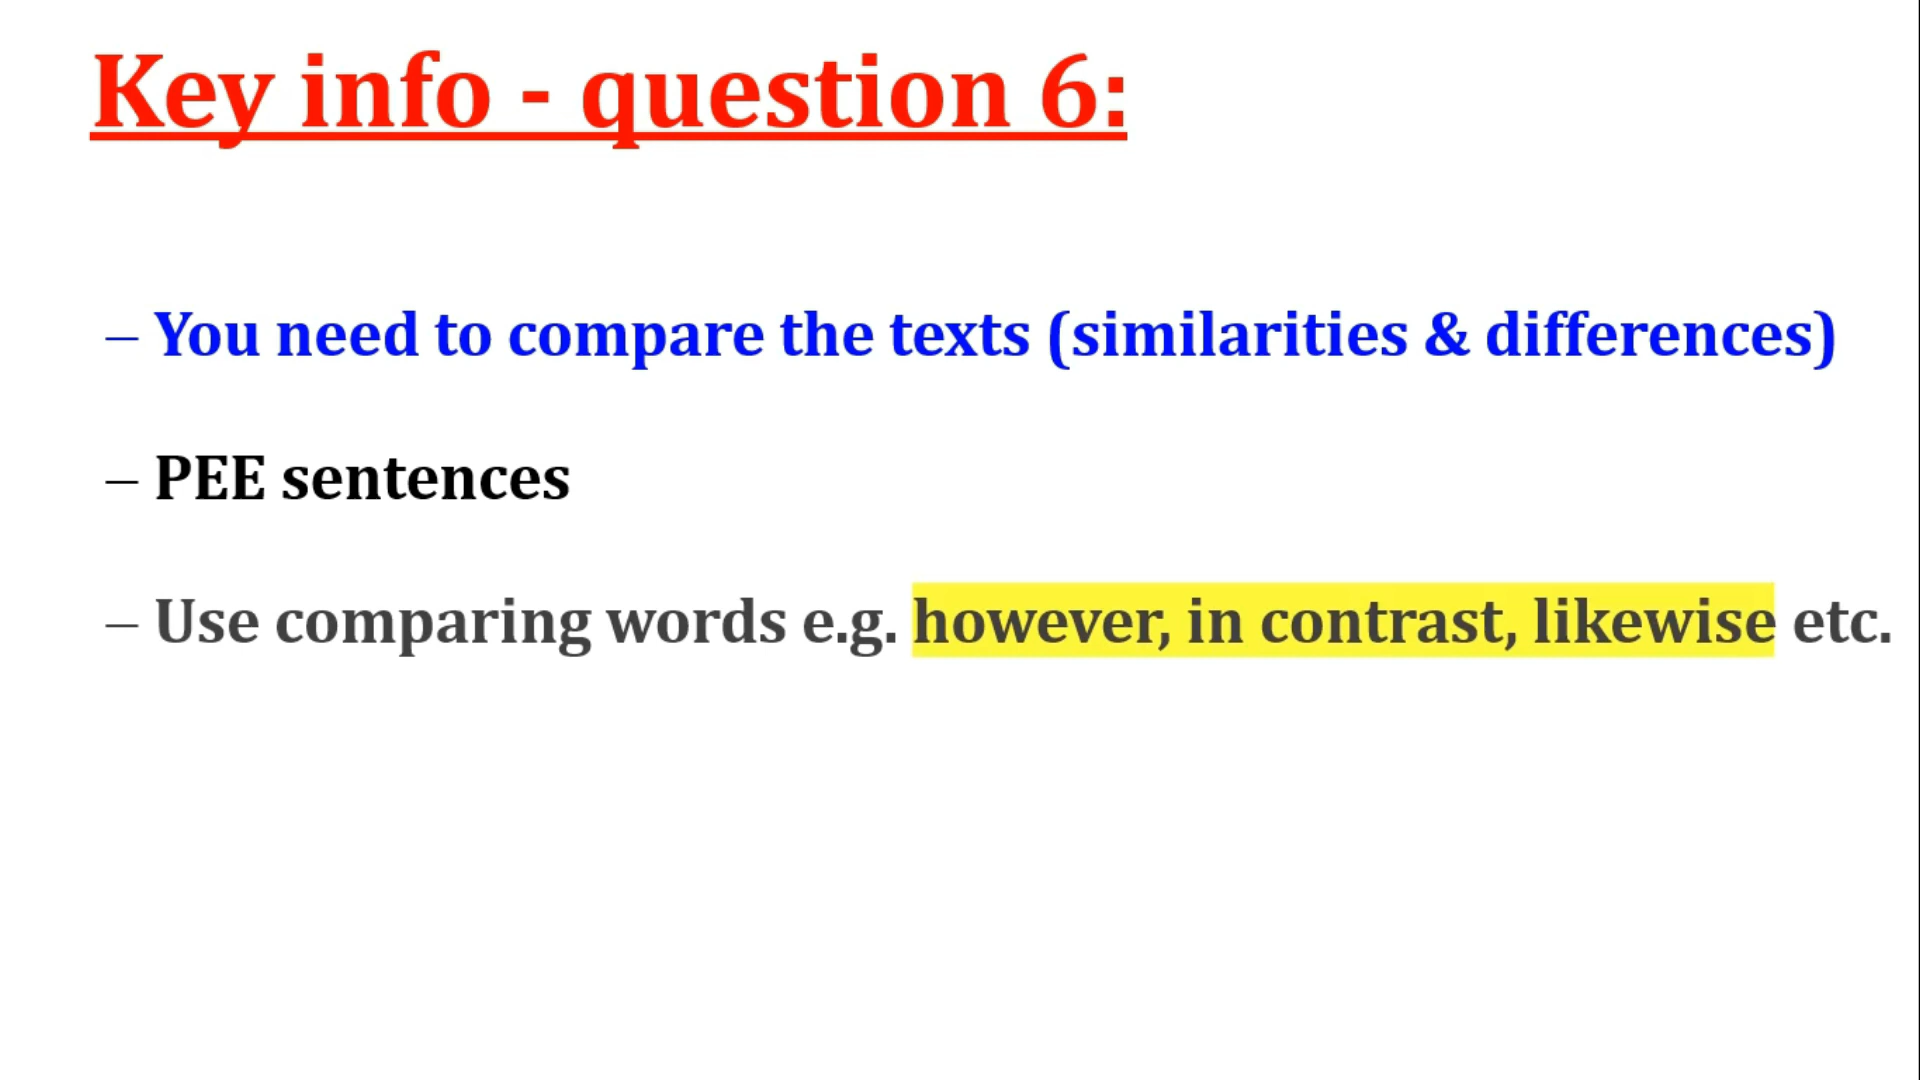 Key info - question 6:
– You need to compare the texts (similarities & differences)
– PEE sentences
– Use comparing words e.g. however, in contrast, likewise etc.